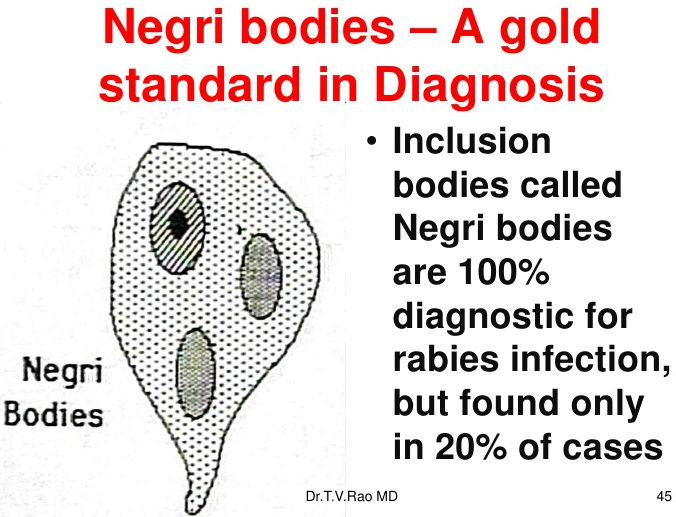 Negri bodies – A gold
standard in Diagnosis
• Inclusion
bodies called
Negri bodies
are 100%
diagnostic for
rabies infection,
but found only
in 20% of cases
Negri
Bodies
Dr.T.V.Rao MD
45